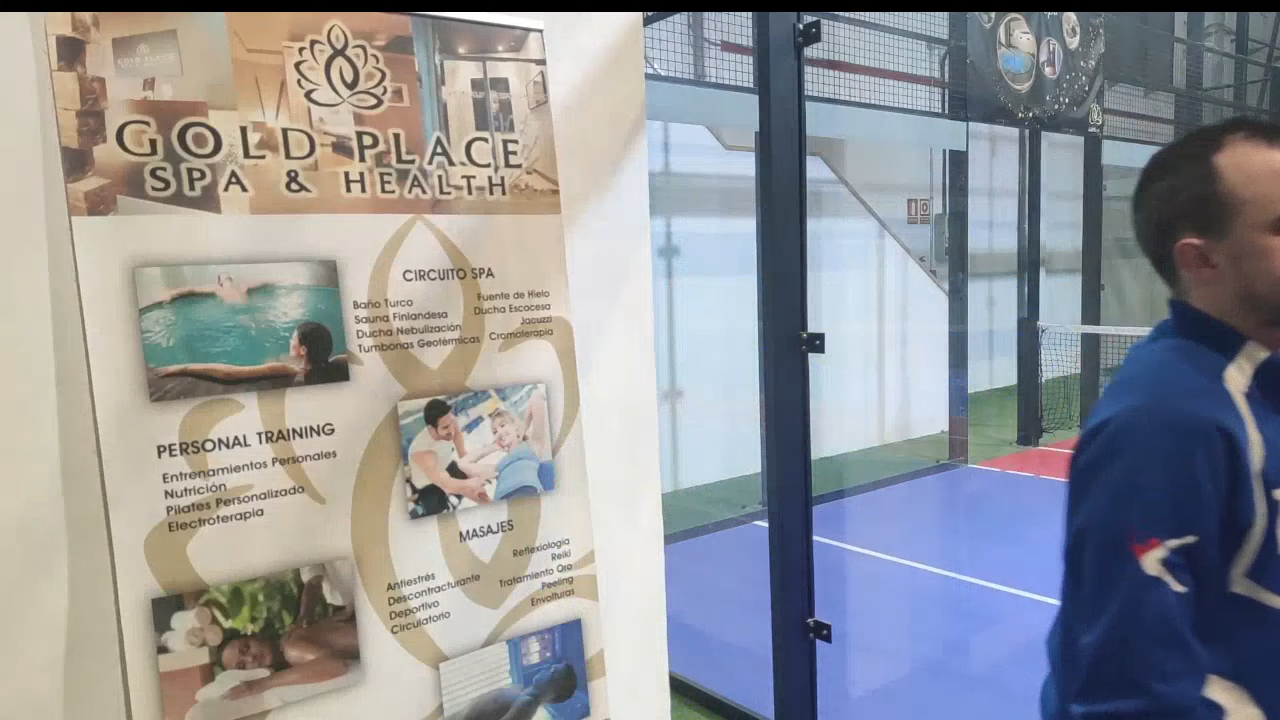 GOLD PLACE
SPA & HEALTH
CIRCUITO SPA
Baño Turco
Sauna Finlandesa
Ducha Nebulización
Tumbonas Geotérmicas
Fuente de Hielo
Ducha Escocesa
Jacuzzi
Cromoterapia
PERSONAL TRAINING
Entrenamientos Personales
Nutrición
Pilates Personalizado
Electroterapia
MASAJES
Antiestrés
Descontracturante
Deportivo
Circulatorio
Reflexiología
Reiki
Tratamiento Oro
Peeling
Envolturas